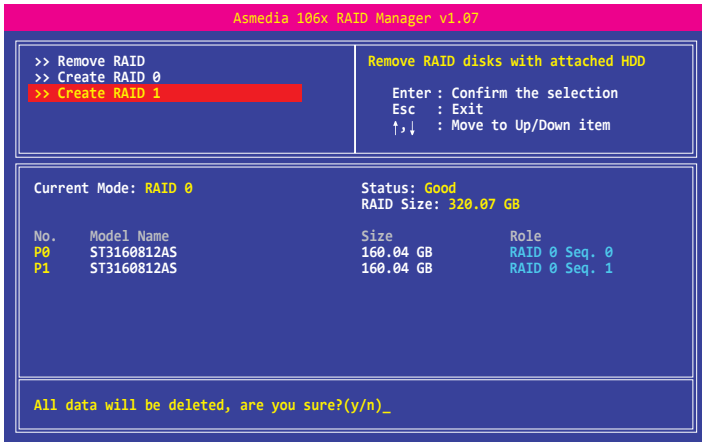 Asmedia 106x RAID Manager v1.07
>> Remove RAID
>> Create RAID 0
>> Create RAID 1
Remove RAID disks with attached HDD
Enter : Confirm the selection
Esc : Exit
↑,↓ : Move to Up/Down item
Current Mode: RAID 0
Status: Good
RAID Size: 320.07 GB
No. Model Name Size Role
P0 ST3160812AS 160.04 GB RAID 0 Seq. 0
P1 ST3160812AS 160.04 GB RAID 0 Seq. 1
All data will be deleted, are you sure?(y/n)_